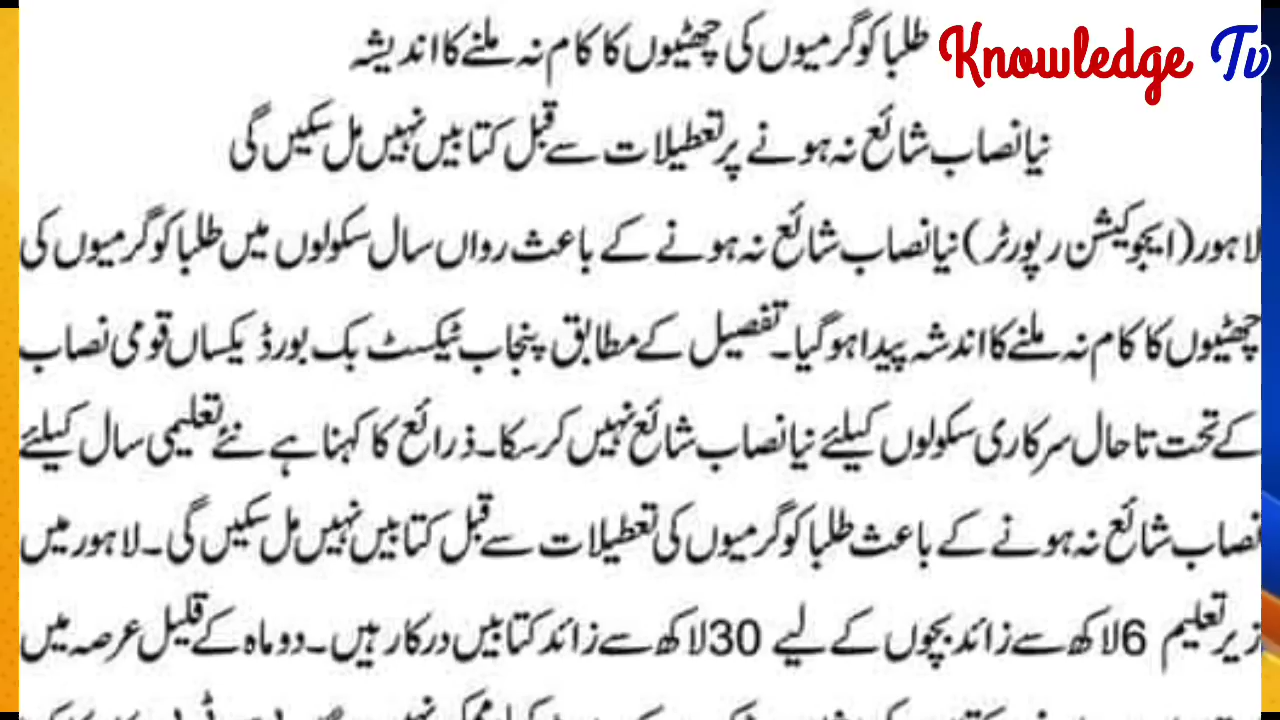 Knowledge Tv
طلبا کو گرمیوں کی چھٹیوں کا کام نہ ملنے کا اندیشہ
نیا نصاب شائع نہ ہونے پر تعطیلات سے قبل کتابیں نہیں مل سکیں گی
لاہور (ایجوکیشن رپورٹر) نیا نصاب شائع نہ ہونے کے باعث رواں سال سکولوں میں طلبا کو گرمیوں کی
چھٹیوں کا کام نہ ملنے کا اندشہ پیدا ہو گیا۔ تفصیل کے مطابق پنجاب ٹیکسٹ بک بورڈ یکساں قومی نصاب
کے تحت تاحال سرکاری سکولوں کیلئے نیا نصاب شائع نہیں کر سکا۔ ذرائع کا کہنا ہے نئے تعلیمی سال کیلئے
نصاب شائع نہ ہونے کے باعث طلبا کو گرمیوں کی تعطیلات سے قبل کتابیں نہیں مل سکیں گی۔ لاہور میں
زیر تعلیم 6 لاکھ سے زائد بچوں کے لیے 30 لاکھ سے زائد کتابیں درکار ہیں۔ دو ماہ کے قلیل عرصہ میں